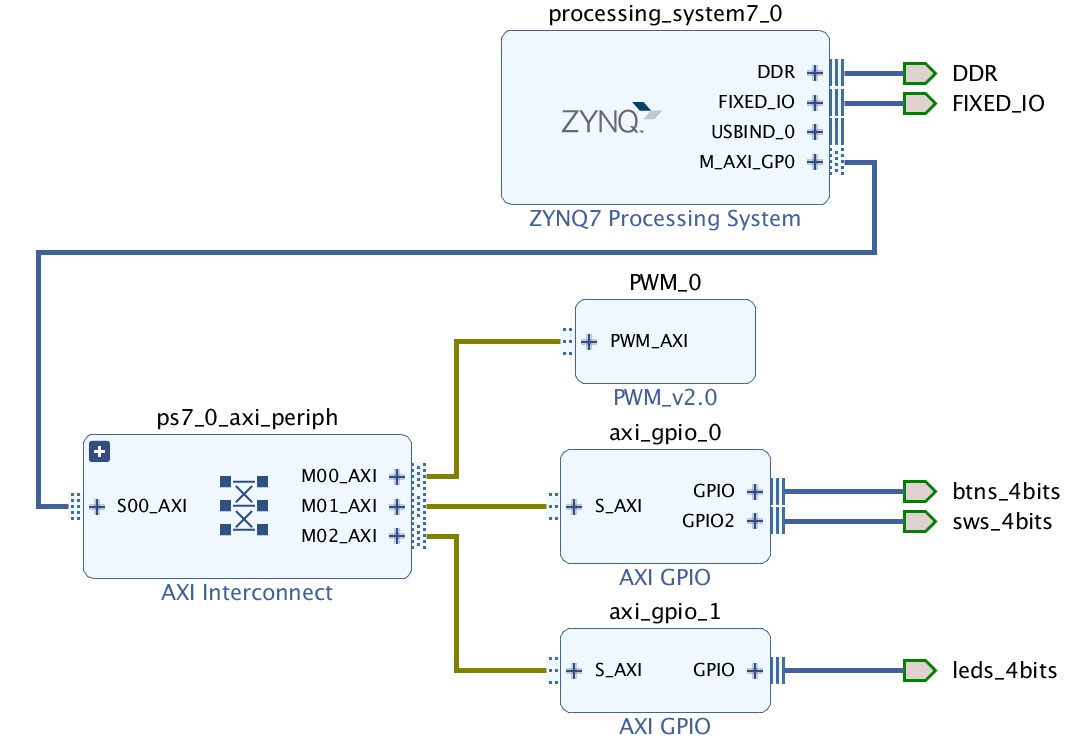 processing_system7_0
DDR
FIXED_IO
USBIND_0
M_AXI_GP0
ZYNQ
ZYNQ7 Processing System
DDR
FIXED_IO
PWM_0
PWM_AXI
PWM_v2.0
ps7_0_axi_periph
S00_AXI
M00_AXI
M01_AXI
M02_AXI
AXI Interconnect
axi_gpio_0
S_AXI
GPIO
GPIO2
AXI GPIO
btns_4bits
sws_4bits
axi_gpio_1
S_AXI
GPIO
AXI GPIO
leds_4bits